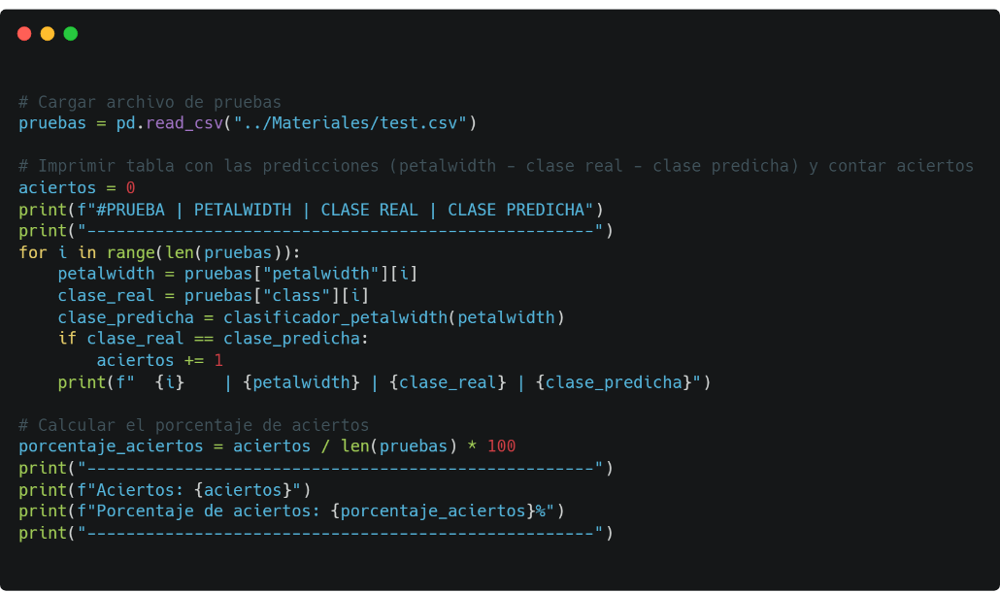 # Cargar archivo de pruebas
pruebas = pd.read_csv("../Materiales/test.csv")
# Imprimir tabla con las predicciones (petalwidth - clase real - clase predicha) y contar aciertos
aciertos = 0
print(f"#PRUEBA | PETALWIDTH | CLASE REAL | CLASE PREDICHA")
print("----------------------------------------------------")
for i in range(len(pruebas)):
    petalwidth = pruebas["petalwidth"][i]
    clase_real = pruebas["class"][i]
    clase_predicha = clasificador_petalwidth(petalwidth)
    if clase_real == clase_predicha:
        aciertos += 1
    print(f"  {i}    | {petalwidth} | {clase_real} | {clase_predicha}")
# Calcular el porcentaje de aciertos
porcentaje_aciertos = aciertos / len(pruebas) * 100
print("----------------------------------------------------")
print(f"Aciertos: {aciertos}")
print(f"Porcentaje de aciertos: {porcentaje_aciertos}%")
print("----------------------------------------------------")